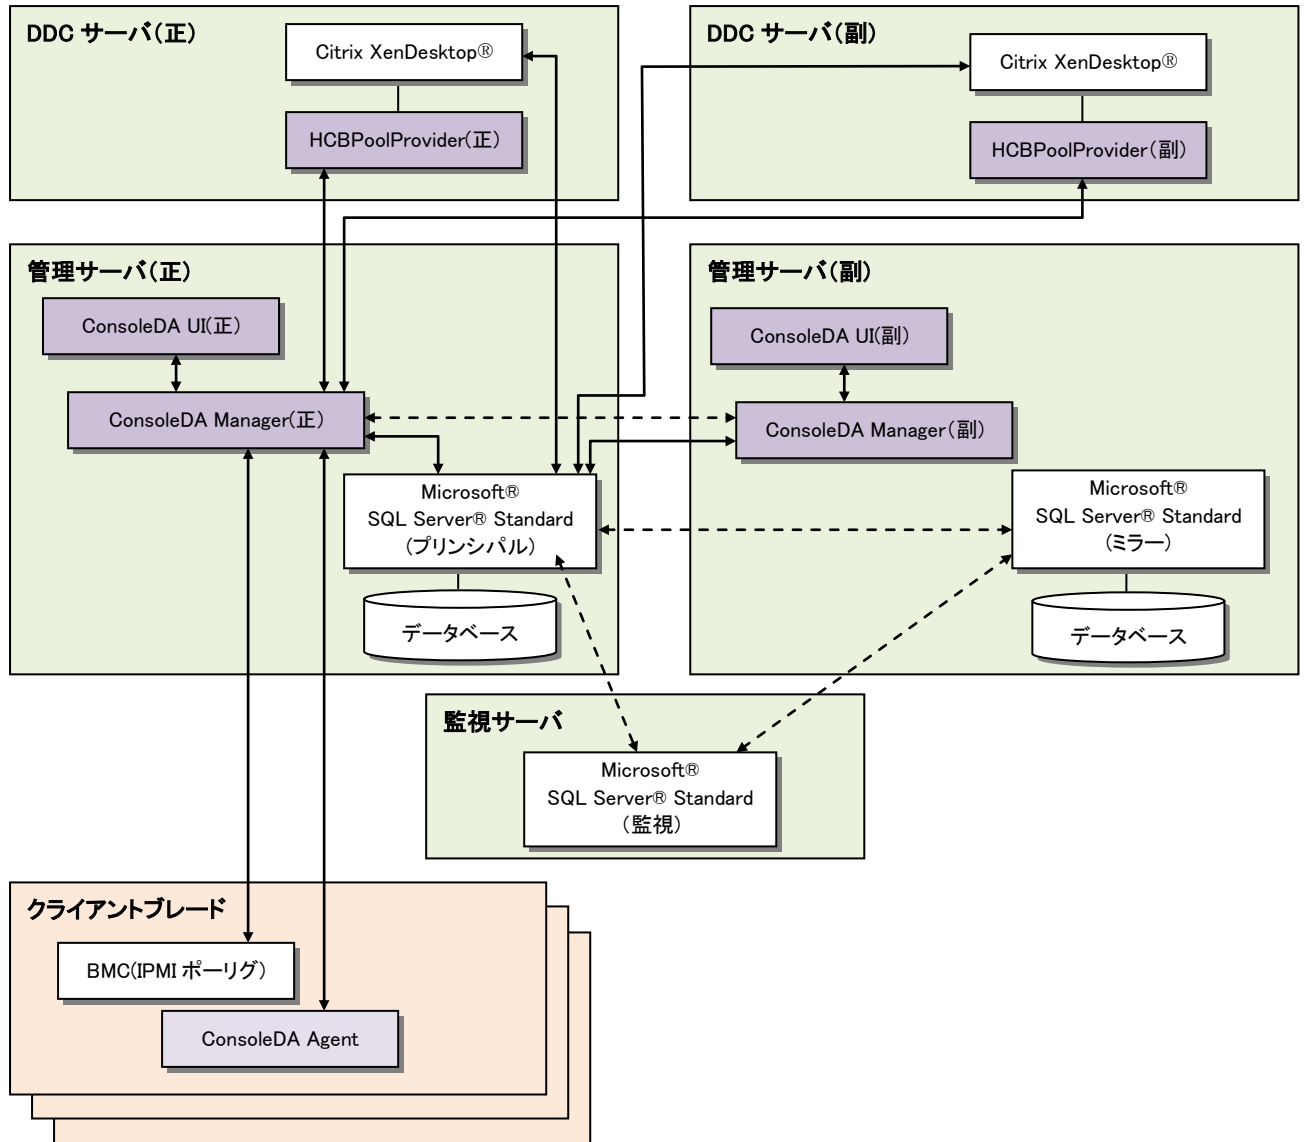 DDC サーバ(正)
Citrix XenDesktop®
HCBPoolProvider(正)
DDC サーバ(副)
Citrix XenDesktop®
HCBPoolProvider(副)
管理サーバ(正)
ConsoleDA UI(正)
ConsoleDA Manager(正)
Microsoft®
SQL Server® Standard
(プリンシパル)
データベース
管理サーバ(副)
ConsoleDA UI(副)
ConsoleDA Manager(副)
Microsoft®
SQL Server® Standard
(ミラー)
データベース
監視サーバ
Microsoft®
SQL Server® Standard
(監視)
クライアントブレード
BMC(IPMI ポーリグ)
ConsoleDA Agent